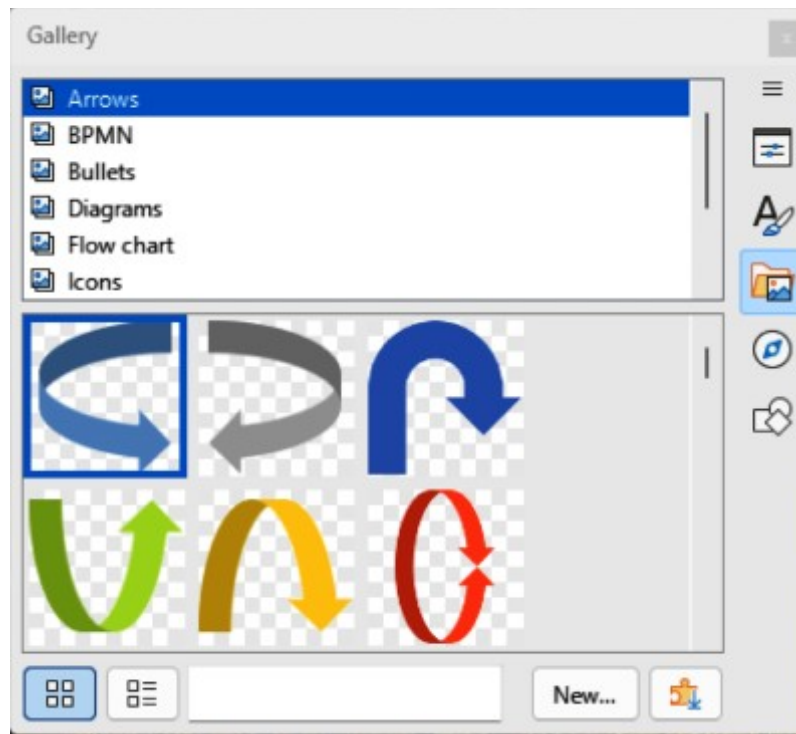 Gallery
Arrows
BPMN
Bullets
Diagrams
Flow chart
Icons
New...